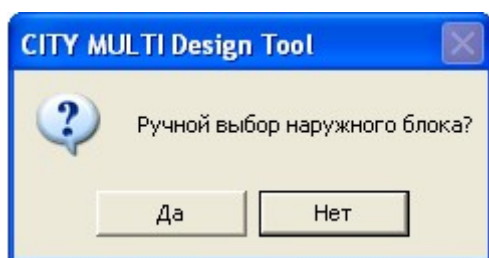 CITY MULTI Design Tool
Ручной выбор наружного блока?
Да Нет